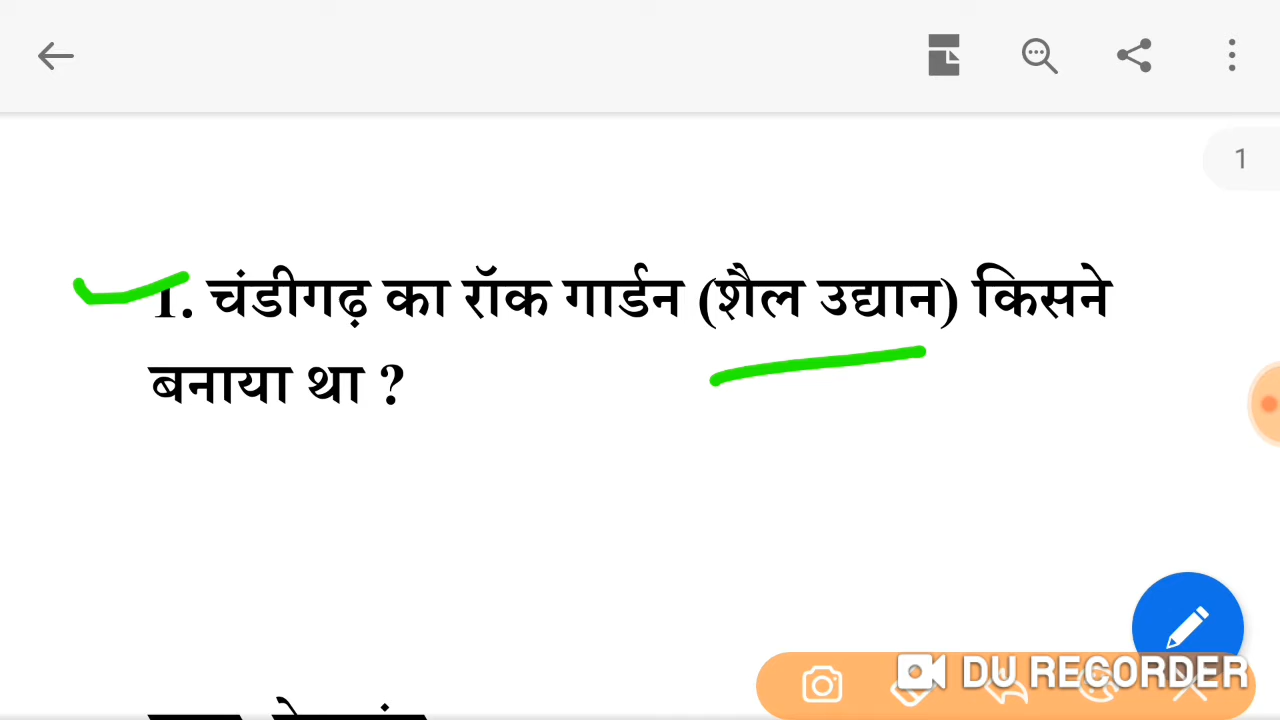 1
1. चंडीगढ़ का रॉक गार्डन (शैल उद्यान) किसने
बनाया था ?
DU RECORDER